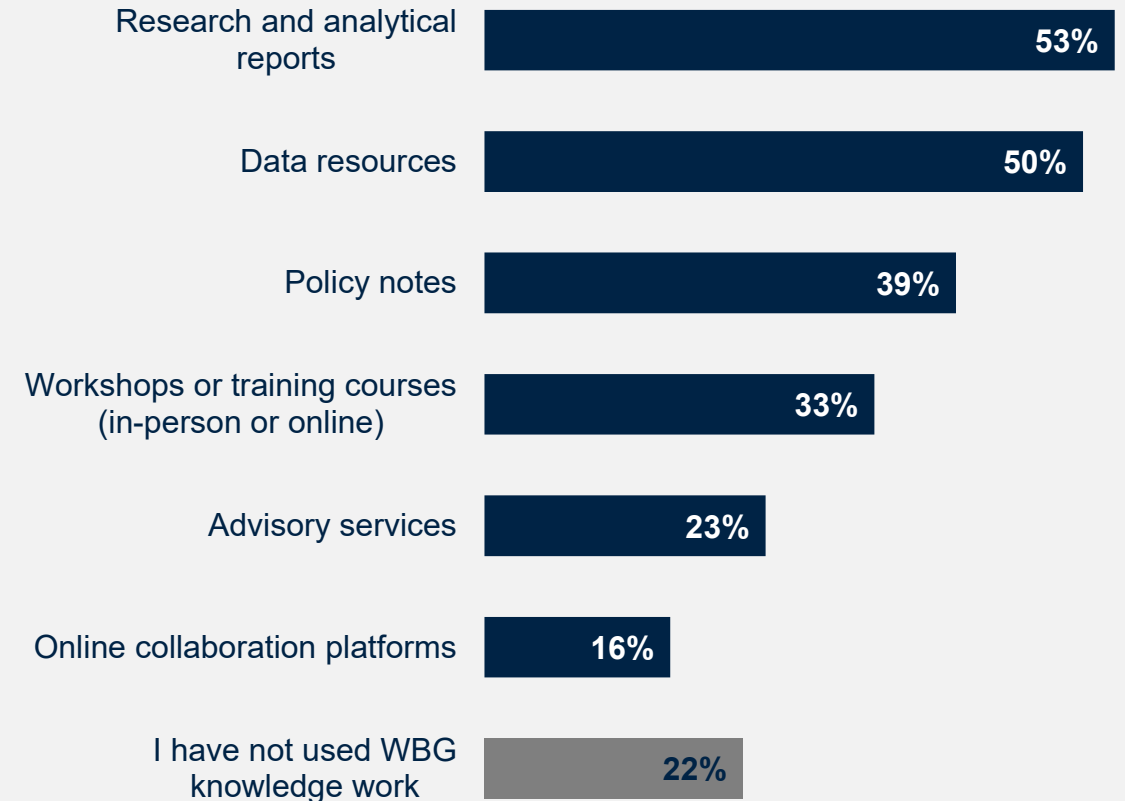 Research and analytical
reports
53%
Data resources
50%
Policy notes
39%
Workshops or training courses
(in-person or online)
33%
Advisory services
23%
Online collaboration platforms
16%
I have not used WBG
knowledge work
22%